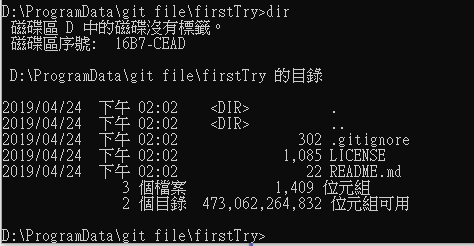 D:\ProgramData\git file\firstTry>dir
 磁碟區 D 中的磁碟沒有標籤。
 磁碟區序號:  16B7-CEAD

 D:\ProgramData\git file\firstTry 的目錄

2019/04/24  下午 02:02    <DIR>          .
2019/04/24  下午 02:02    <DIR>          ..
2019/04/24  下午 02:02               302 .gitignore
2019/04/24  下午 02:02             1,085 LICENSE
2019/04/24  下午 02:02                22 README.md
               3 個檔案          1,409 位元組
               2 個目錄  473,062,264,832 位元組可用

D:\ProgramData\git file\firstTry>